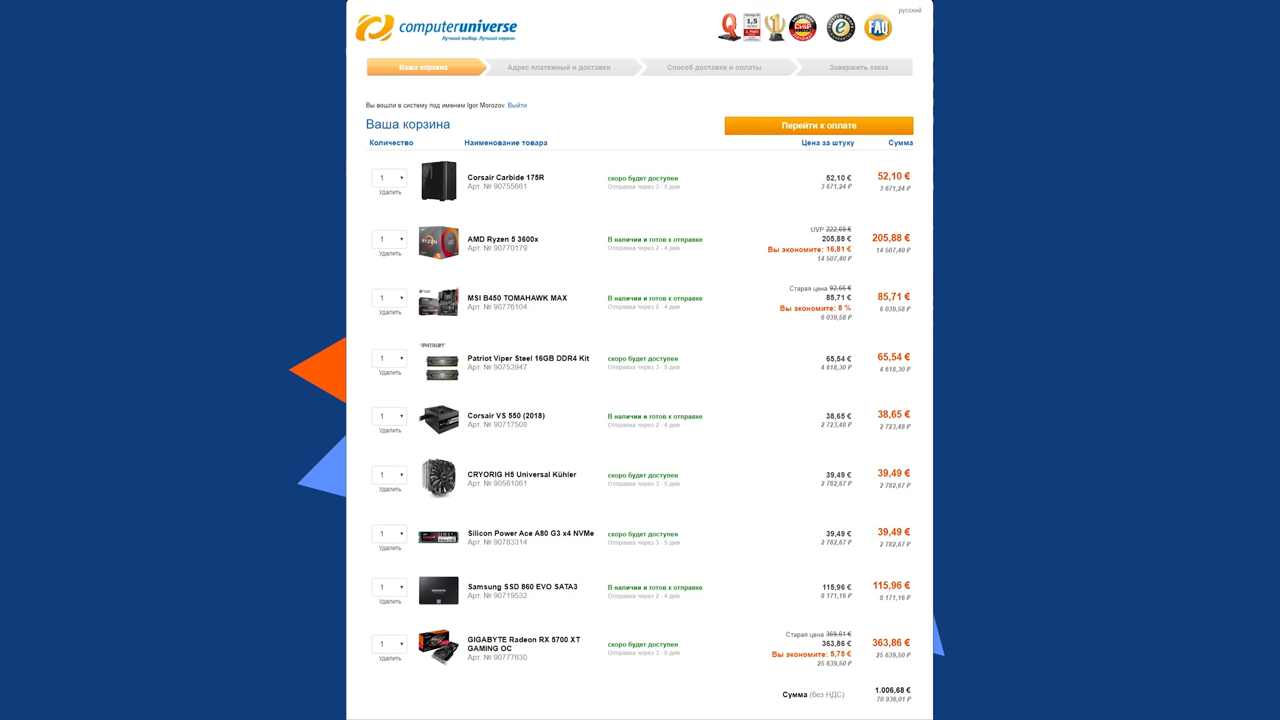 русский
computeruniverse
Лучший выбор. Лучший сервис.
FAQ
Ваша корзина
Адрес платежный и доставки
Способ доставки и оплаты
Завершить заказ
Вы вошли в систему под именем Igor Morozov. Выйти
Ваша корзина
Перейти к оплате
Количество Наименование товара Цена за штуку Сумма
1 Corsair Carbide 175R скоро будет доступен 52,10 € 52,10 €
Удалить Арт. № 90755661 Отправка через 3 - 5 дня 3 671,24 ₽ 3 671,24 ₽
UVP 222.69 €
1 AMD Ryzen 5 3600x В наличии и готов к отправке 205,88 € 205,88 €
Удалить Арт. № 90770179 Отправка через 2 - 4 дня Вы экономите: 16,81 € 14 507,40 ₽
14 507,40 ₽
Старая цена 92.66 €
1 MSI B450 TOMAHAWK MAX В наличии и готов к отправке 85,71 € 85,71 €
Удалить Арт. № 90776104 Отправка через 2 - 4 дня Вы экономите: 8 % 6 039,58 ₽
6 039,58 ₽
PATRIOT
1 Patriot Viper Steel 16GB DDR4 Kit скоро будет доступен 65,54 € 65,54 €
Удалить Арт. № 90753947 Отправка через 3 - 5 дня 4 618,30 ₽ 4 618,30 ₽
1 Corsair VS 550 (2018) В наличии и готов к отправке 38,65 € 38,65 €
Удалить Арт. № 90717508 Отправка через 2 - 4 дня 2 723,48 ₽ 2 723,48 ₽
1 CRYORIG H5 Universal Kühler скоро будет доступен 39,49 € 39,49 €
Удалить Арт. № 90561061 Отправка через 3 - 5 дня 2 782,67 ₽ 2 782,67 ₽
1 Silicon Power Ace A80 G3 x4 NVMe скоро будет доступен 39,49 € 39,49 €
Удалить Арт. № 90783314 Отправка через 3 - 5 дня 2 782,67 ₽ 2 782,67 ₽
1 Samsung SSD 860 EVO SATA3 В наличии и готов к отправке 115,96 € 115,96 €
Удалить Арт. № 90719532 Отправка через 2 - 4 дня 8 171,16 ₽ 8 171,16 ₽
Старая цена 369,61 €
1 GIGABYTE Radeon RX 5700 XT GAMING OC скоро будет доступен 363,86 € 363,86 €
Удалить Арт. № 90777630 Отправка через 3 - 5 дня Вы экономите: 5,75 € 25 639,50 ₽
25 639,50 ₽
Сумма (без НДС) 1.006,68 €
70 936,01 ₽